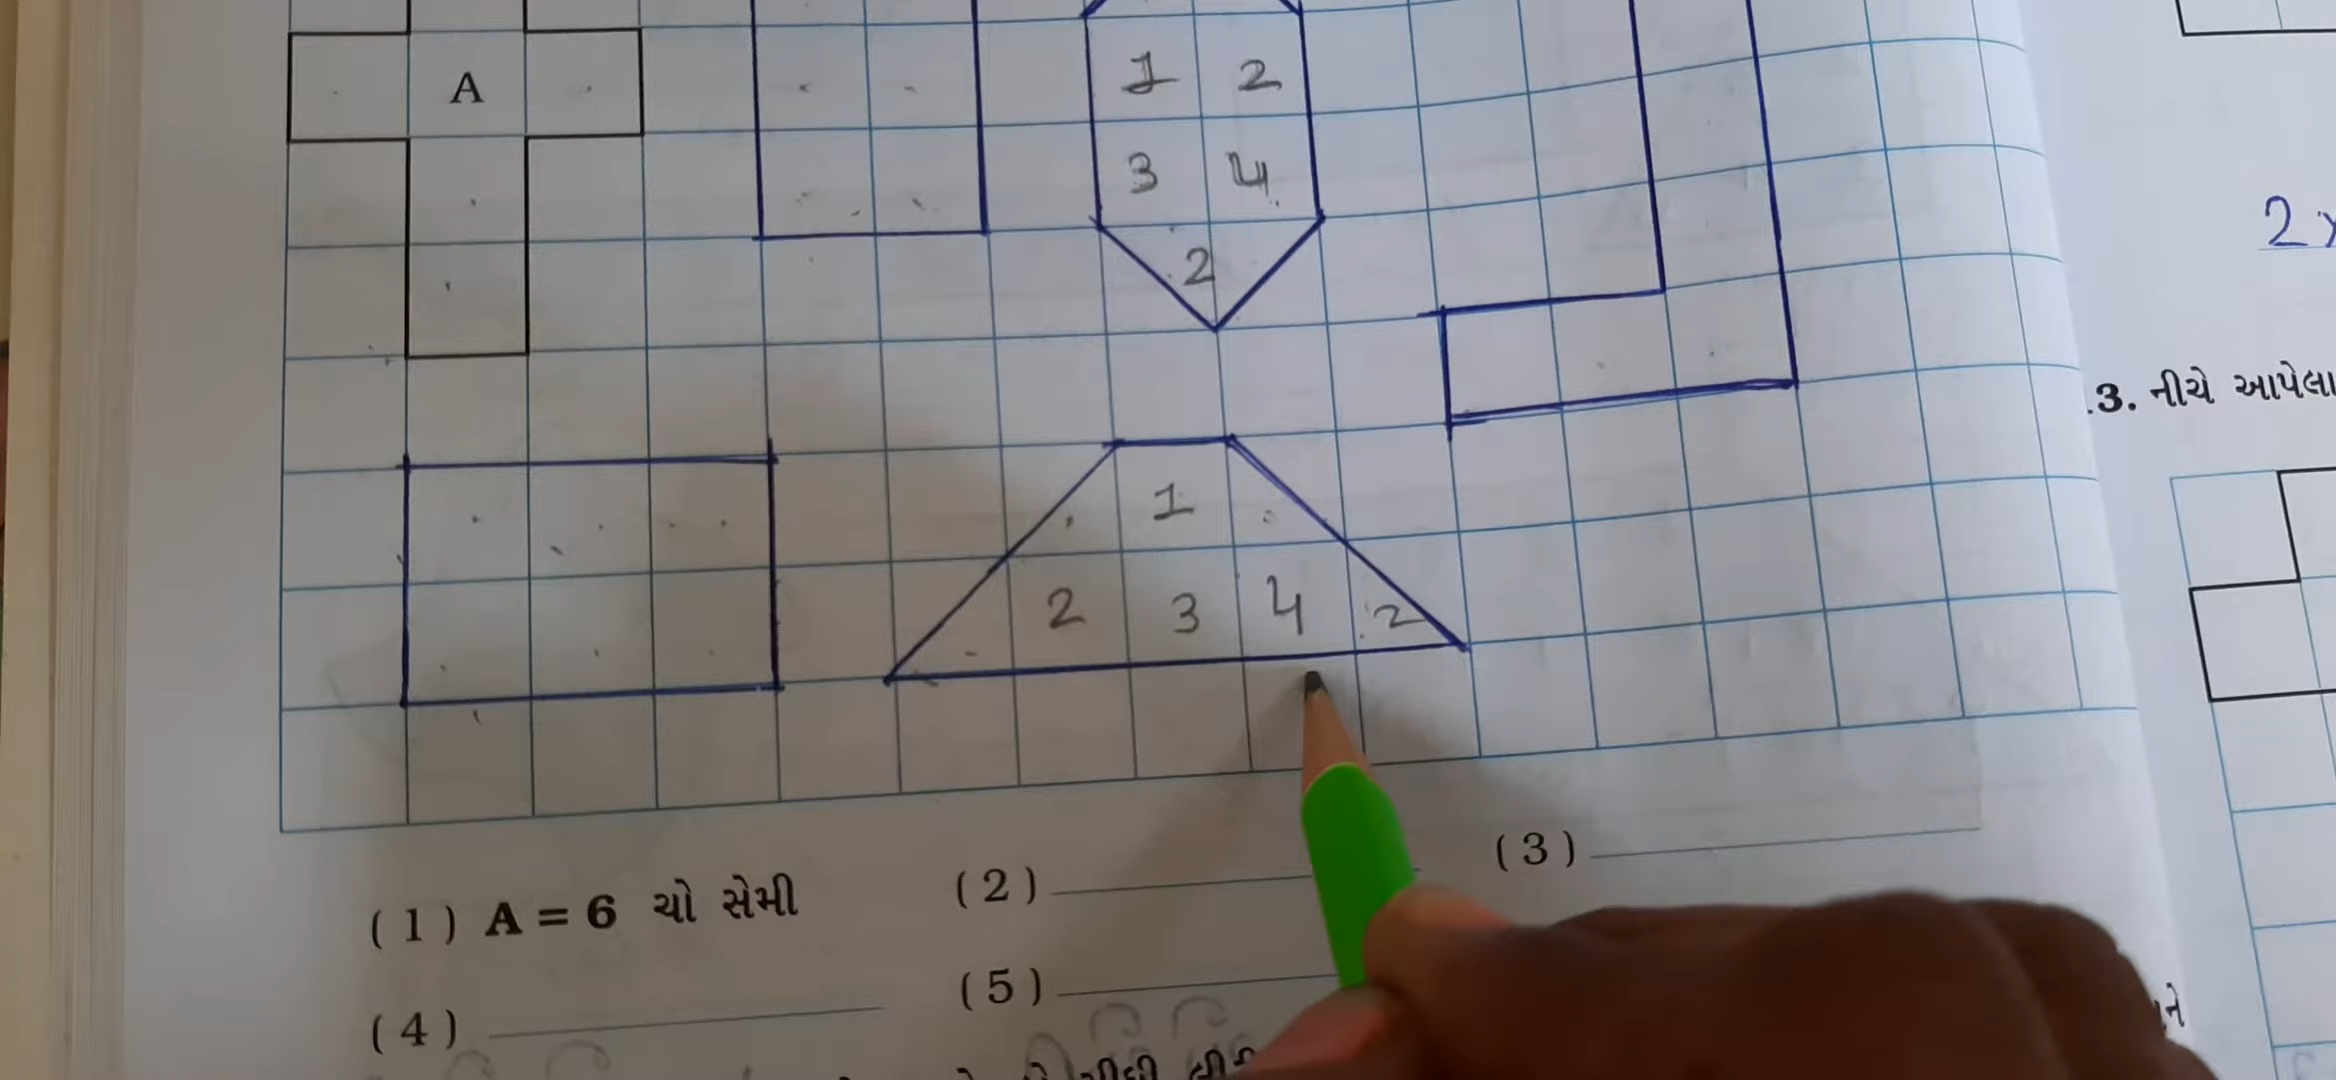 A
1 2
3 4
2
2 x
.3. નીચે આપેલા
1
2 3 4 2
( 1 ) A = 6 ચો સેમી
( 2 )
( 3 )
( 4 )
( 5 )